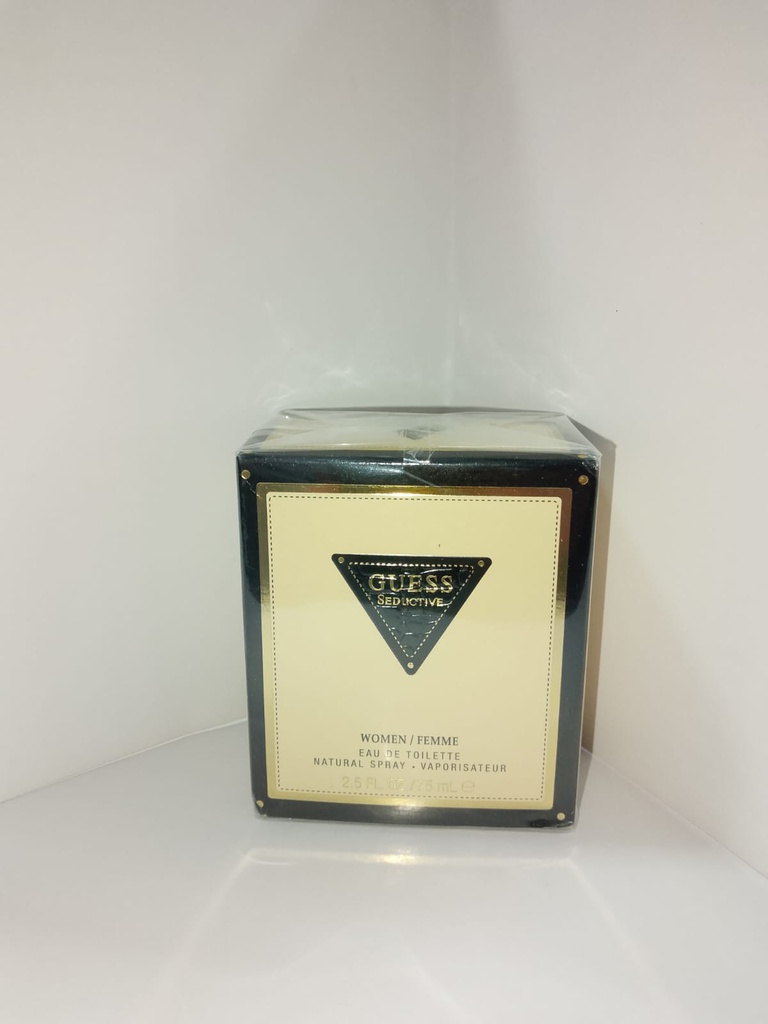 GUESS
SEDUCTIVE
WOMEN / FEMME
EAU DE TOILETTE
NATURAL SPRAY • VAPORISATEUR
2.5 FL. OZ. / 75 mL ℮